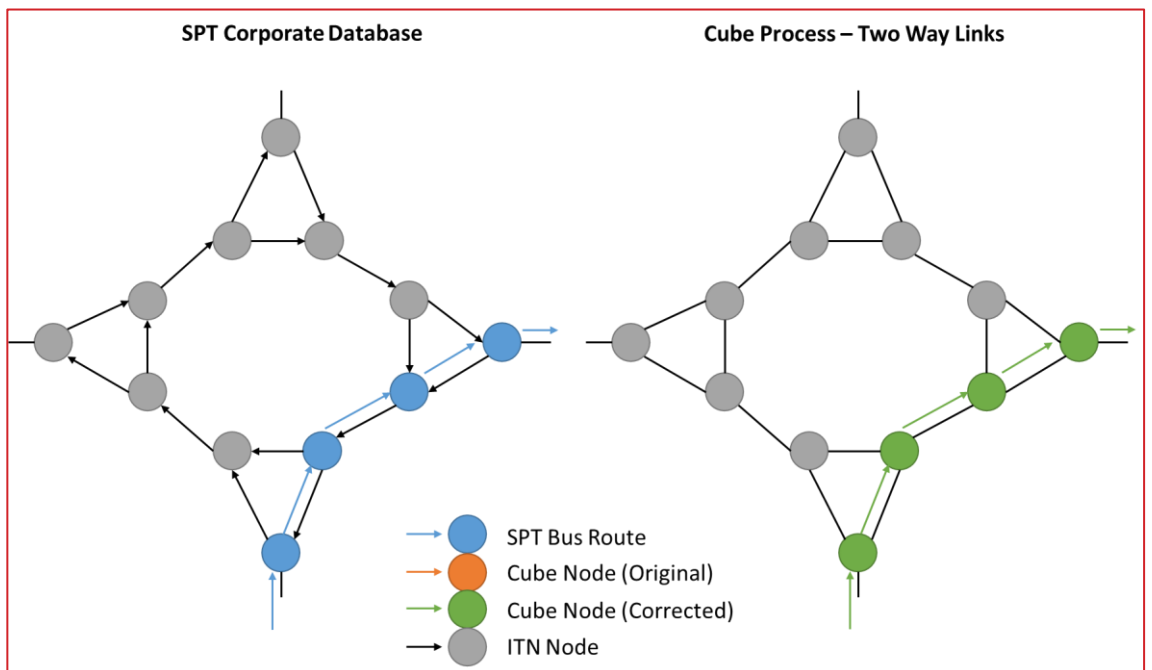 SPT Corporate Database
Cube Process – Two Way Links
SPT Bus Route
Cube Node (Original)
Cube Node (Corrected)
ITN Node